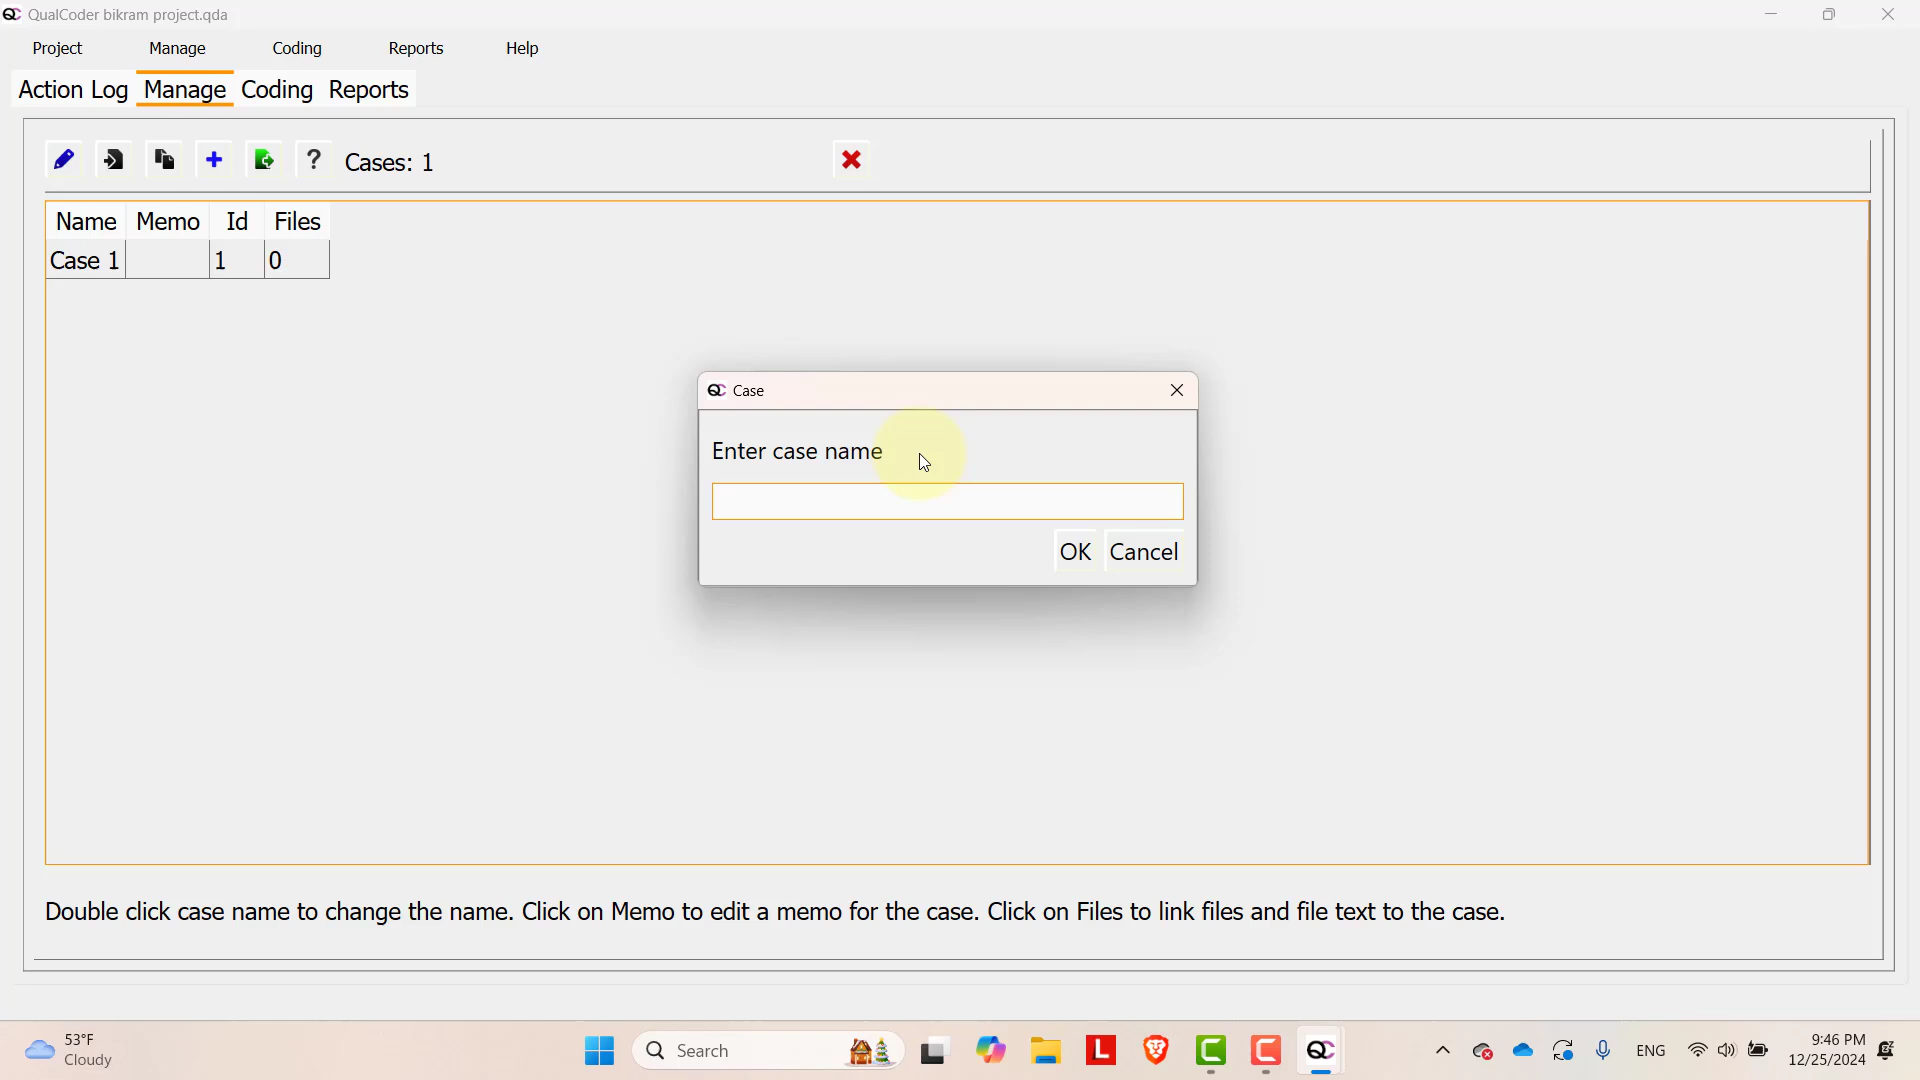 QualCoder bikram project.qda
Project Manage Coding Reports Help
Action Log Manage Coding Reports
? Cases: 1
Name Memo Id Files
Case 1 1 0
QC Case
Enter case name
OK Cancel
Double click case name to change the name. Click on Memo to edit a memo for the case. Click on Files to link files and file text to the case.
53°F
Cloudy
Search
L
QC
ENG
9:46 PM
12/25/2024